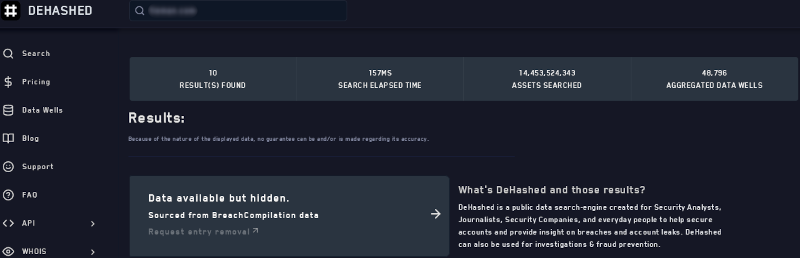 DEHASHED
Search
Pricing
Data Wells
Blog
Support
FAQ
API
WHOIS
10
RESULT(S) FOUND
157MS
SEARCH ELAPSED TIME
14,453,524,343
ASSETS SEARCHED
48,796
AGGREGATED DATA WELLS
Results:
Because of the nature of the displayed data, no guarantee can be and/or is made regarding its accuracy.
Data available but hidden.
Sourced from BreachCompilation data
Request entry removal
What's DeHashed and those results?
DeHashed is a public data search-engine created for Security Analysts,
Journalists, Security Companies, and everyday people to help secure
accounts and provide insight on breaches and account leaks. DeHashed
can also be used for investigations & fraud prevention.